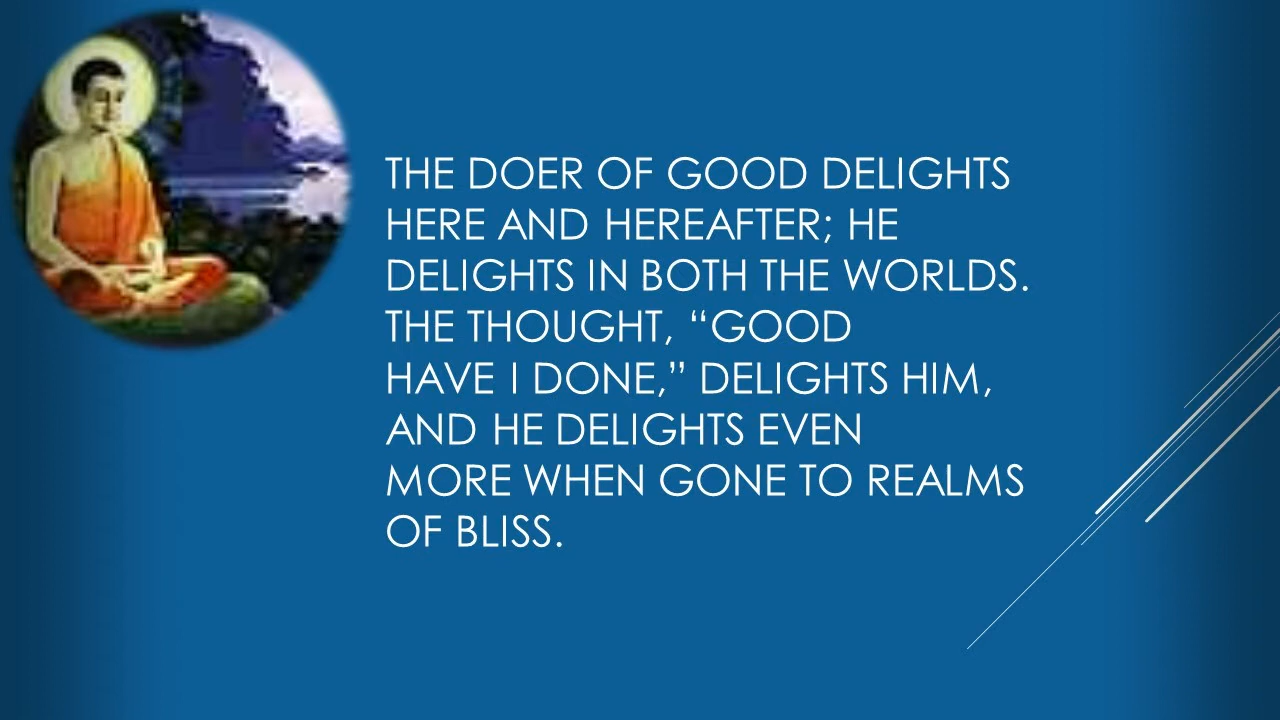 THE DOER OF GOOD DELIGHTS
HERE AND HEREAFTER; HE
DELIGHTS IN BOTH THE WORLDS.
THE THOUGHT, “GOOD
HAVE I DONE,” DELIGHTS HIM,
AND HE DELIGHTS EVEN
MORE WHEN GONE TO REALMS
OF BLISS.